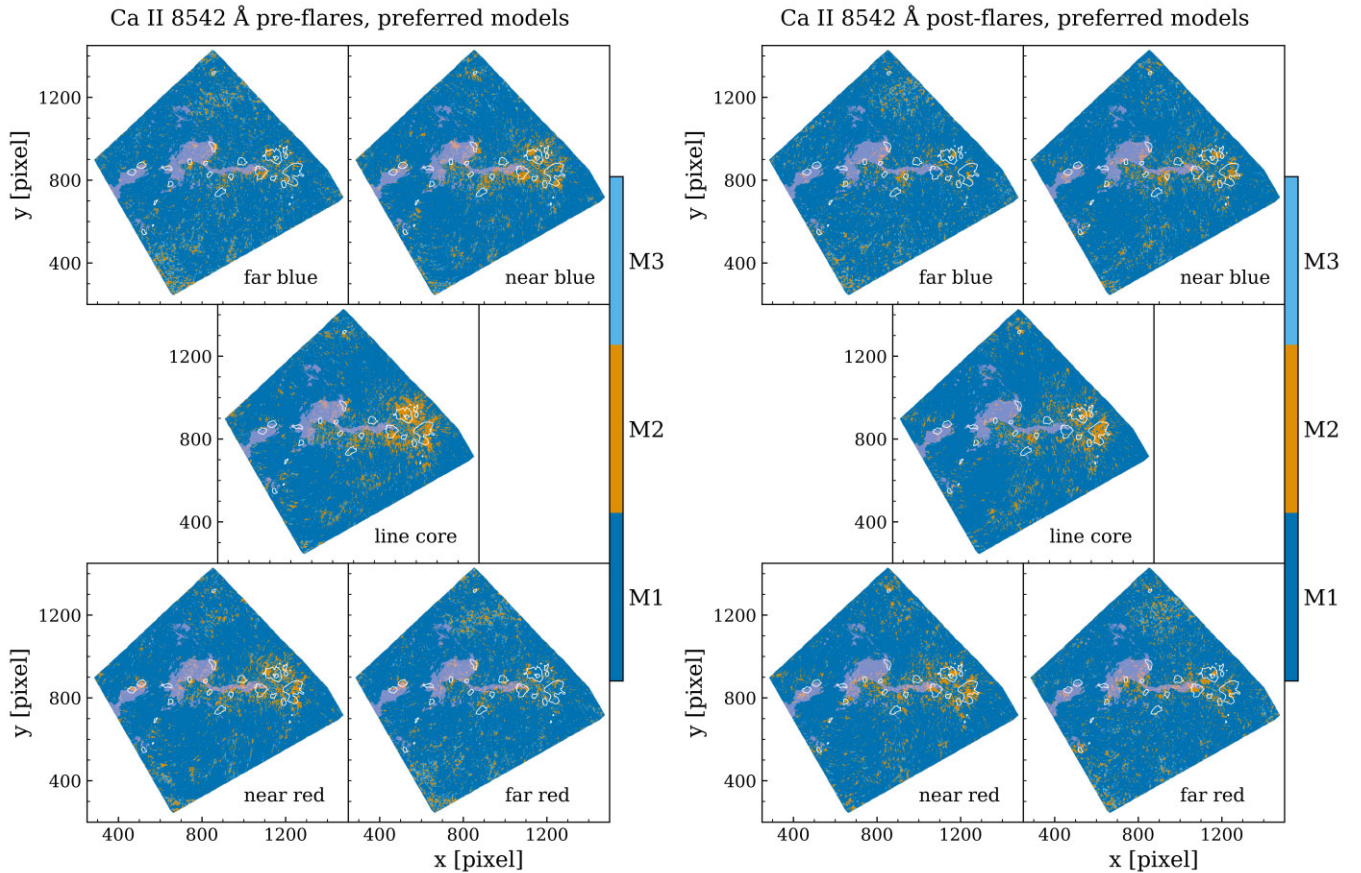 Ca II 8542 Å pre-flares, preferred models
Ca II 8542 Å post-flares, preferred models
1200
800
400
y [pixel]
far blue
near blue
1200
800
400
y [pixel]
far blue
near blue
M3
M2
M1
M3
M2
M1
1200
800
400
line core
1200
800
400
line core
1200
800
400
y [pixel]
near red
far red
400
800
1200
400
800
1200
x [pixel]
1200
800
400
y [pixel]
near red
far red
400
800
1200
400
800
1200
x [pixel]